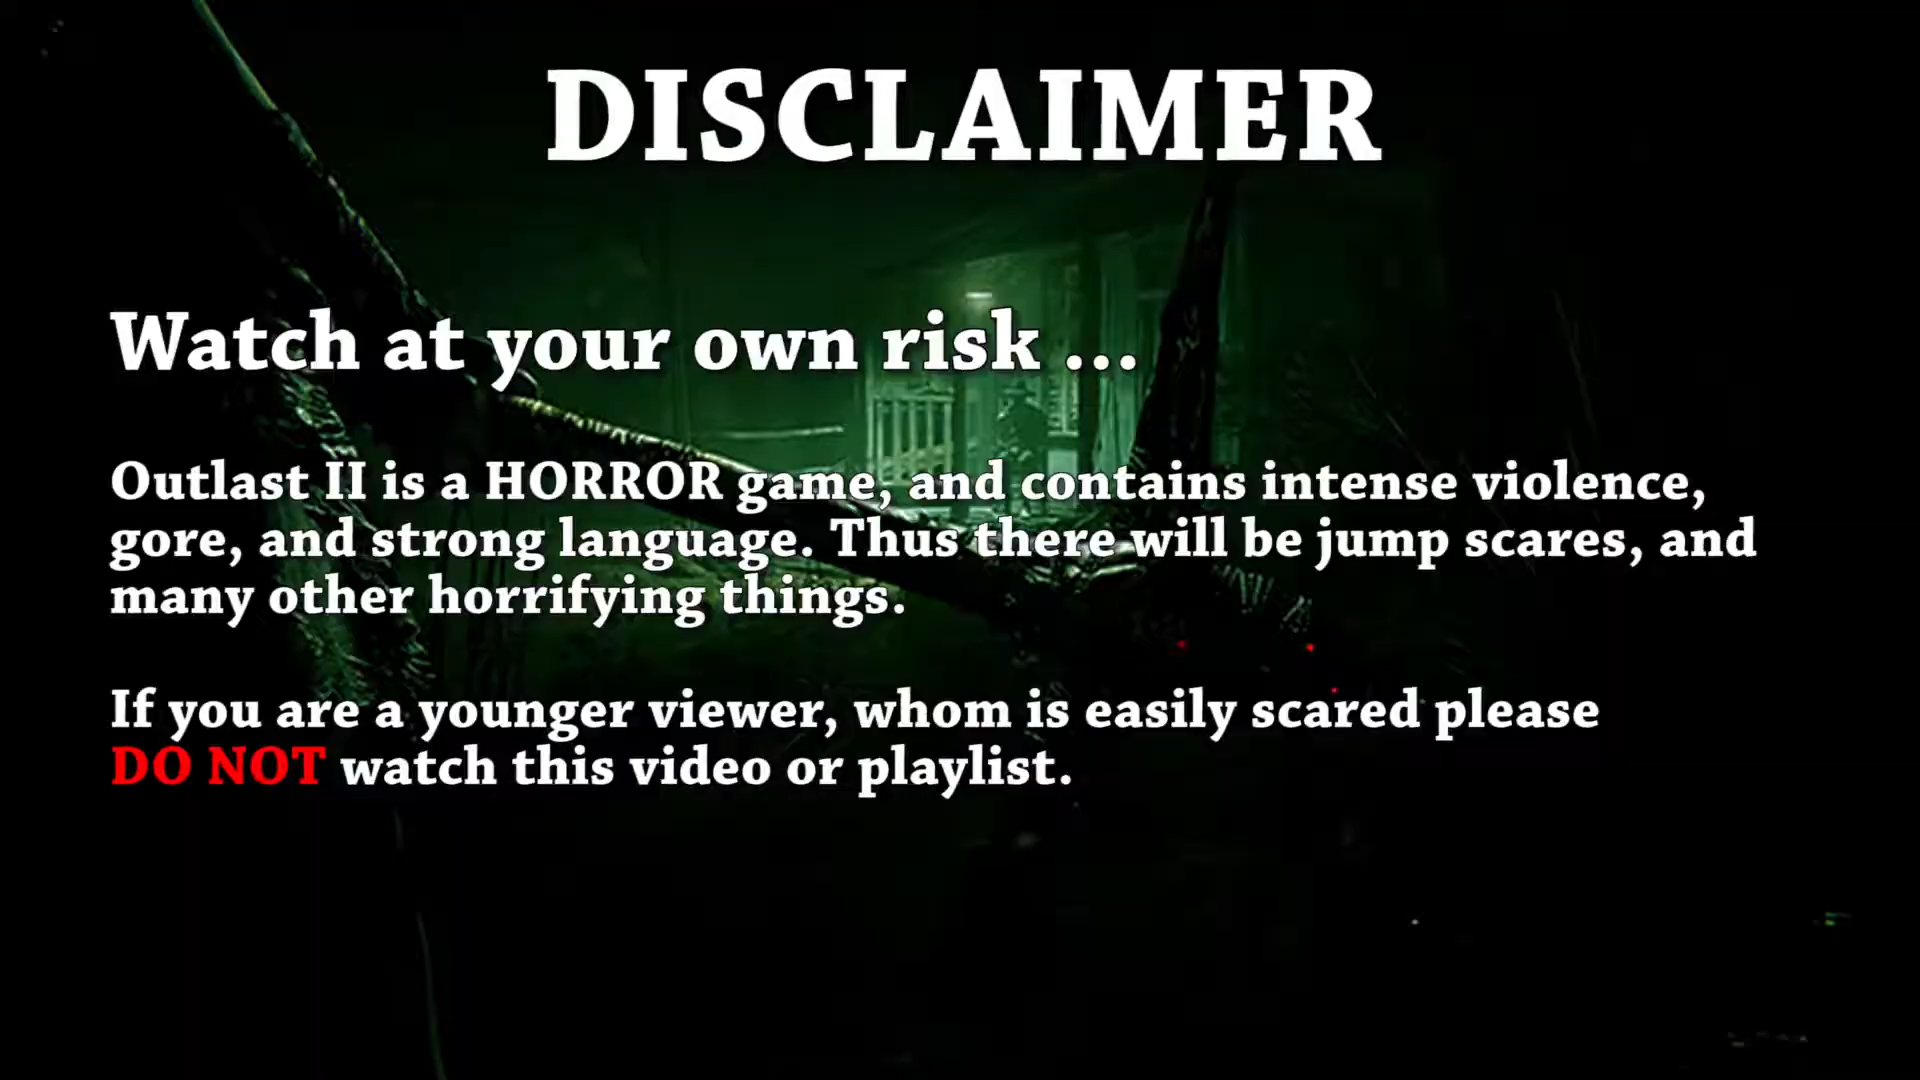 DISCLAIMER
Watch at your own risk ...
Outlast II is a HORROR game, and contains intense violence,
gore, and strong language. Thus there will be jump scares, and
many other horrifying things.
If you are a younger viewer, whom is easily scared please
DO NOT watch this video or playlist.